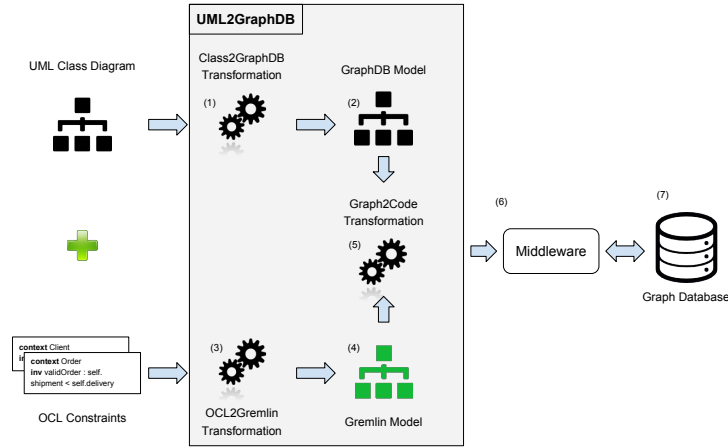 UML2GraphDB
UML Class Diagram
Class2GraphDB
Transformation
GraphDB Model
(1)
(2)
Graph2Code
Transformation
(5)
(6)
Middleware
(7)
Graph Database
context Client
in
context Order
inv validOrder : self.
shipment < self.delivery
OCL Constraints
(3)
OCL2Gremlin
Transformation
(4)
Gremlin Model